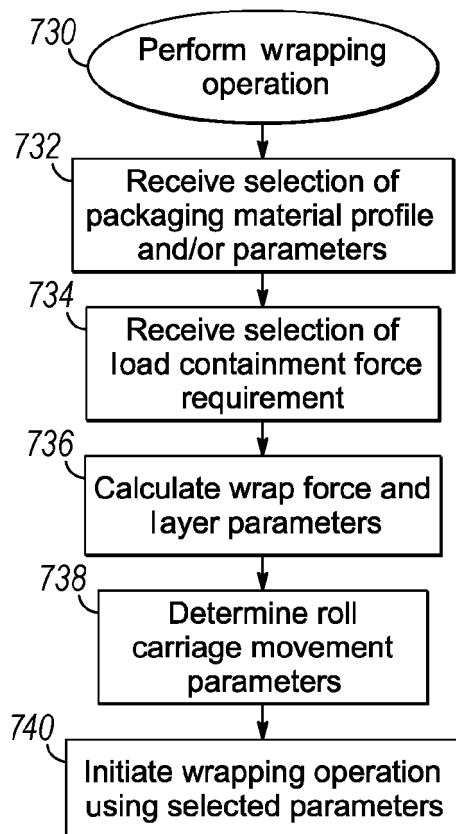 730
Perform wrapping
operation
732
Receive selection of
packaging material profile
and/or parameters
734
Receive selection of
load containment force
requirement
736
Calculate wrap force and
layer parameters
738
Determine roll
carriage movement
parameters
740
Initiate wrapping operation
using selected parameters